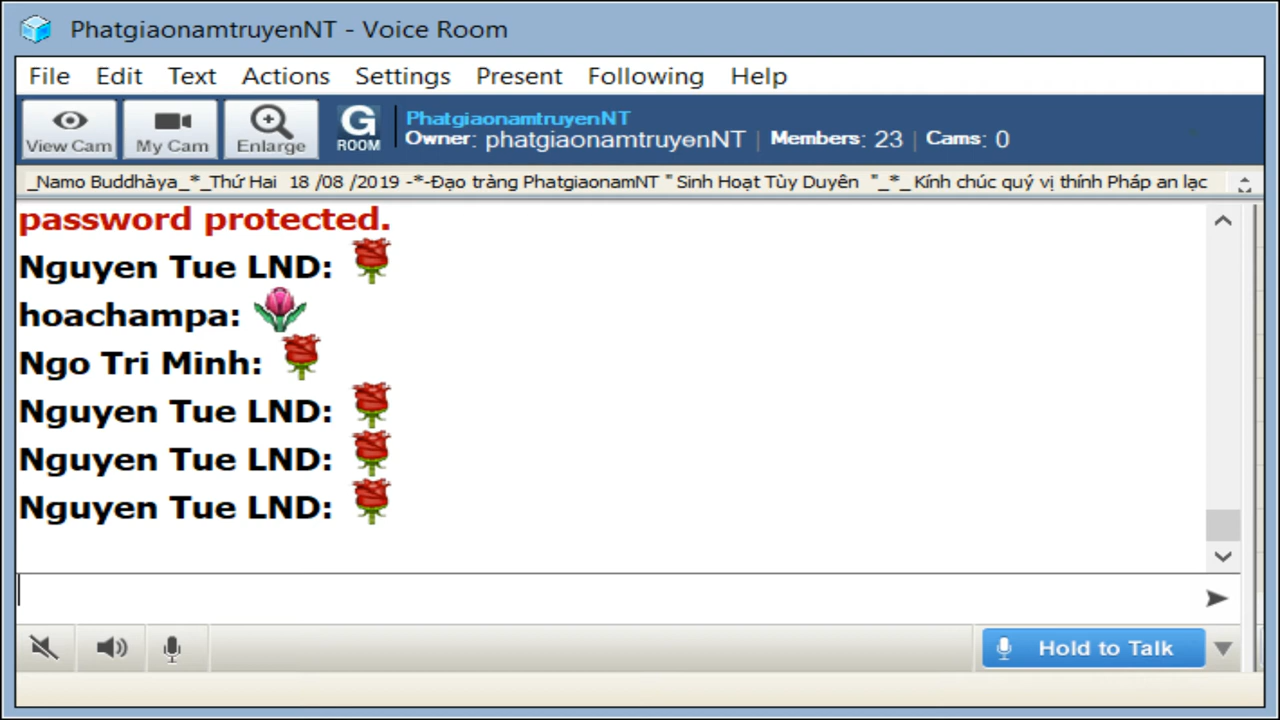 PhatgiaonamtruyenNT - Voice Room
File Edit Text Actions Settings Present Following Help
View Cam My Cam Enlarge G ROOM
PhatgiaonamtruyenNT
Owner: phatgiaonamtruyenNT | Members: 23 | Cams: 0
_Namo Buddhàya_*_Thứ Hai 18 /08 /2019 -*-Đạo tràng PhatgiaonamNT " Sinh Hoạt Tùy Duyên "_*_ Kính chúc quý vị thính Pháp an lạc
password protected.
Nguyen Tue LND:
hoachampa:
Ngo Tri Minh:
Nguyen Tue LND:
Nguyen Tue LND:
Nguyen Tue LND:
Hold to Talk